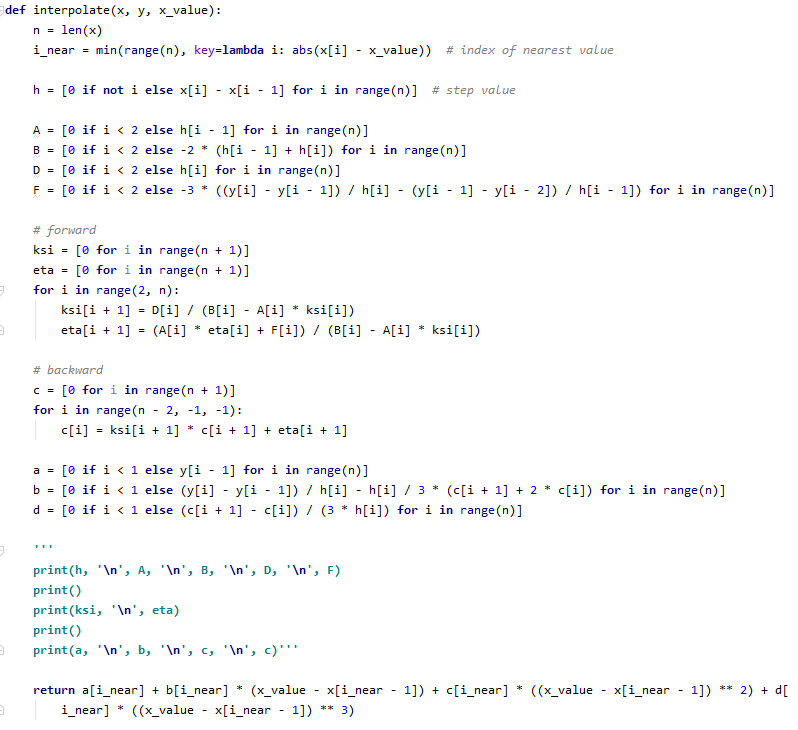 def interpolate(x, y, x_value):
    n = len(x)
    i_near = min(range(n), key=lambda i: abs(x[i] - x_value))  # index of nearest value

    h = [0 if not i else x[i] - x[i - 1] for i in range(n)]  # step value

    A = [0 if i < 2 else h[i - 1] for i in range(n)]
    B = [0 if i < 2 else -2 * (h[i - 1] + h[i]) for i in range(n)]
    D = [0 if i < 2 else h[i] for i in range(n)]
    F = [0 if i < 2 else -3 * ((y[i] - y[i - 1]) / h[i] - (y[i - 1] - y[i - 2]) / h[i - 1]) for i in range(n)]

    # forward
    ksi = [0 for i in range(n + 1)]
    eta = [0 for i in range(n + 1)]
    for i in range(2, n):
        ksi[i + 1] = D[i] / (B[i] - A[i] * ksi[i])
        eta[i + 1] = (A[i] * eta[i] + F[i]) / (B[i] - A[i] * ksi[i])

    # backward
    c = [0 for i in range(n + 1)]
    for i in range(n - 2, -1, -1):
        c[i] = ksi[i + 1] * c[i + 1] + eta[i + 1]

    a = [0 if i < 1 else y[i - 1] for i in range(n)]
    b = [0 if i < 1 else (y[i] - y[i - 1]) / h[i] - h[i] / 3 * (c[i + 1] + 2 * c[i]) for i in range(n)]
    d = [0 if i < 1 else (c[i + 1] - c[i]) / (3 * h[i]) for i in range(n)]

    '''
    print(h, '\n', A, '\n', B, '\n', D, '\n', F)
    print()
    print(ksi, '\n', eta)
    print()
    print(a, '\n', b, '\n', c, '\n', c)'''

    return a[i_near] + b[i_near] * (x_value - x[i_near - 1]) + c[i_near] * ((x_value - x[i_near - 1]) ** 2) + d[
        i_near] * ((x_value - x[i_near - 1]) ** 3)